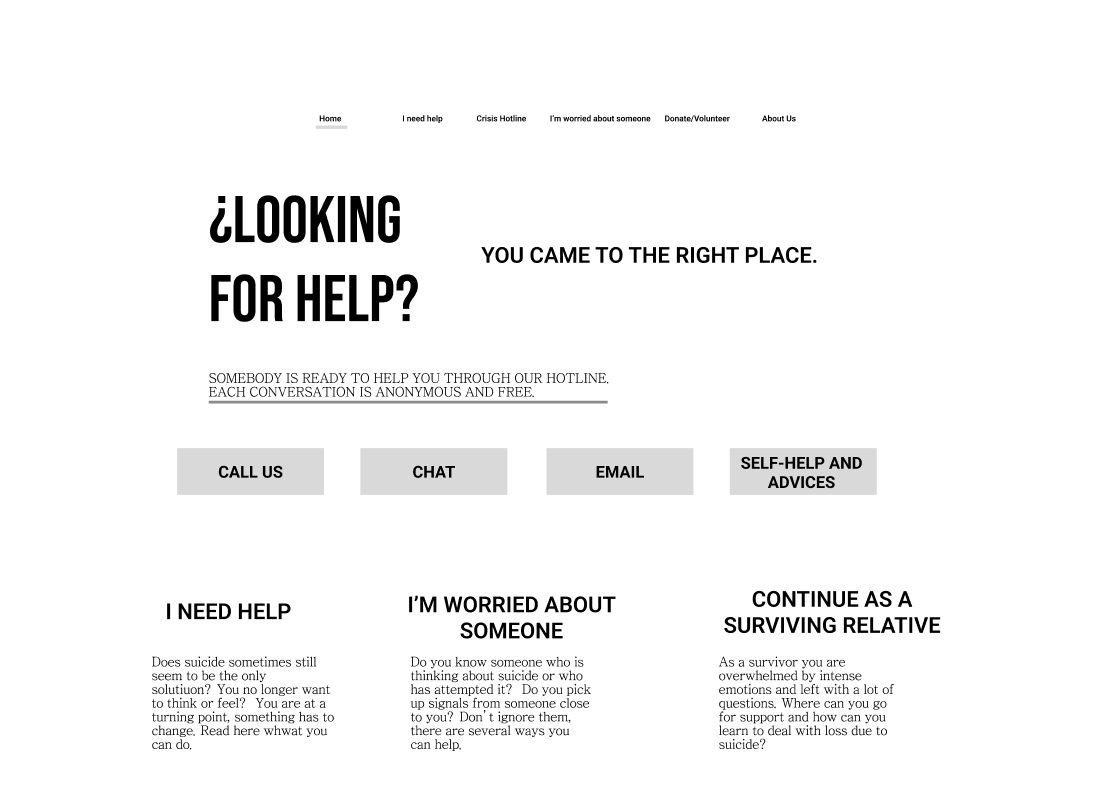 Home I need help Crisis Hotline I'm worried about someone Donate/Volunteer About Us
¿LOOKING
FOR HELP?
YOU CAME TO THE RIGHT PLACE.
SOMEBODY IS READY TO HELP YOU THROUGH OUR HOTLINE.
EACH CONVERSATION IS ANONYMOUS AND FREE.
CALL US
CHAT
EMAIL
SELF-HELP AND
ADVICES
I NEED HELP
Does suicide sometimes still
seem to be the only
solutiuon? You no longer want
to think or feel? You are at a
turning point, something has to
change. Read here whwat you
can do.
I'M WORRIED ABOUT
SOMEONE
Do you know someone who is
thinking about suicide or who
has attempted it? Do you pick
up signals from someone close
to you? Don't ignore them,
there are several ways you
can help.
CONTINUE AS A
SURVIVING RELATIVE
As a survivor you are
overwhelmed by intense
emotions and left with a lot of
questions. Where can you go
for support and how can you
learn to deal with loss due to
suicide?